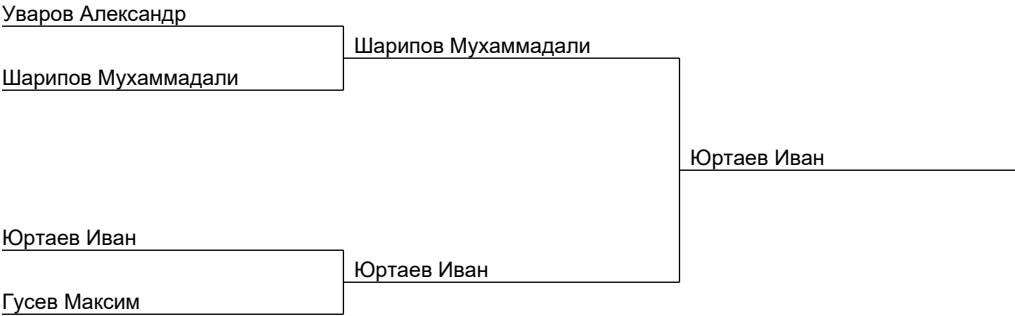 Уваров Александр
Шарипов Мухаммадали
Шарипов Мухаммадали
Юртаев Иван
Юртаев Иван
Юртаев Иван
Гусев Максим